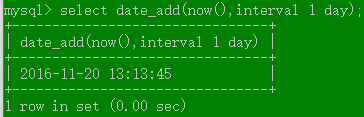 mysql> select date_add(now(),interval 1 day);
+-------------------------------+
| date_add(now(),interval 1 day) |
+-------------------------------+
| 2016-11-20 13:13:45            |
+-------------------------------+
1 row in set (0.00 sec)